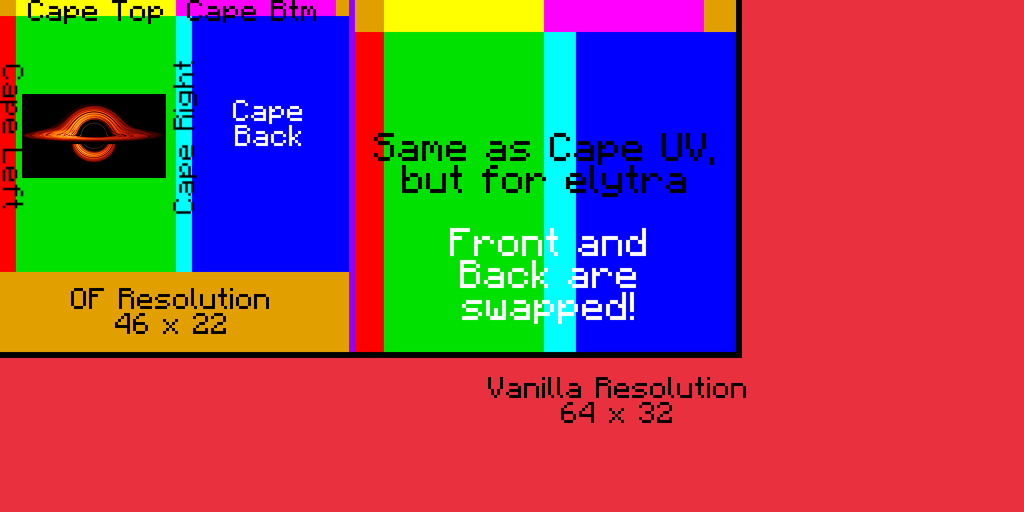 Cape Top
Cape Btm
Cape Left
Cape Right
Cape
Back
OF Resolution
46 x 22
Same as Cape UV,
but for elytra
Front and
Back are
swapped!
Vanilla Resolution
64 x 32